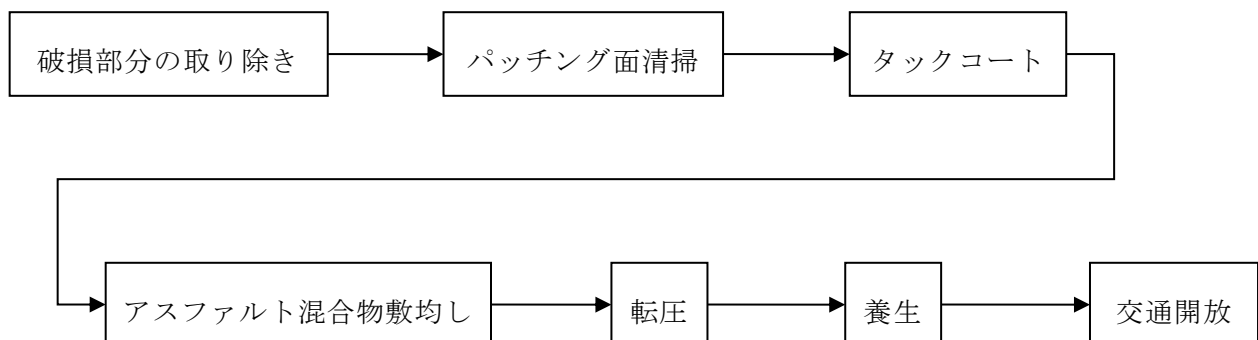 破損部分の取り除き
パッチング面清掃
タックコート
アスファルト混合物敷均し
転圧
養生
交通開放